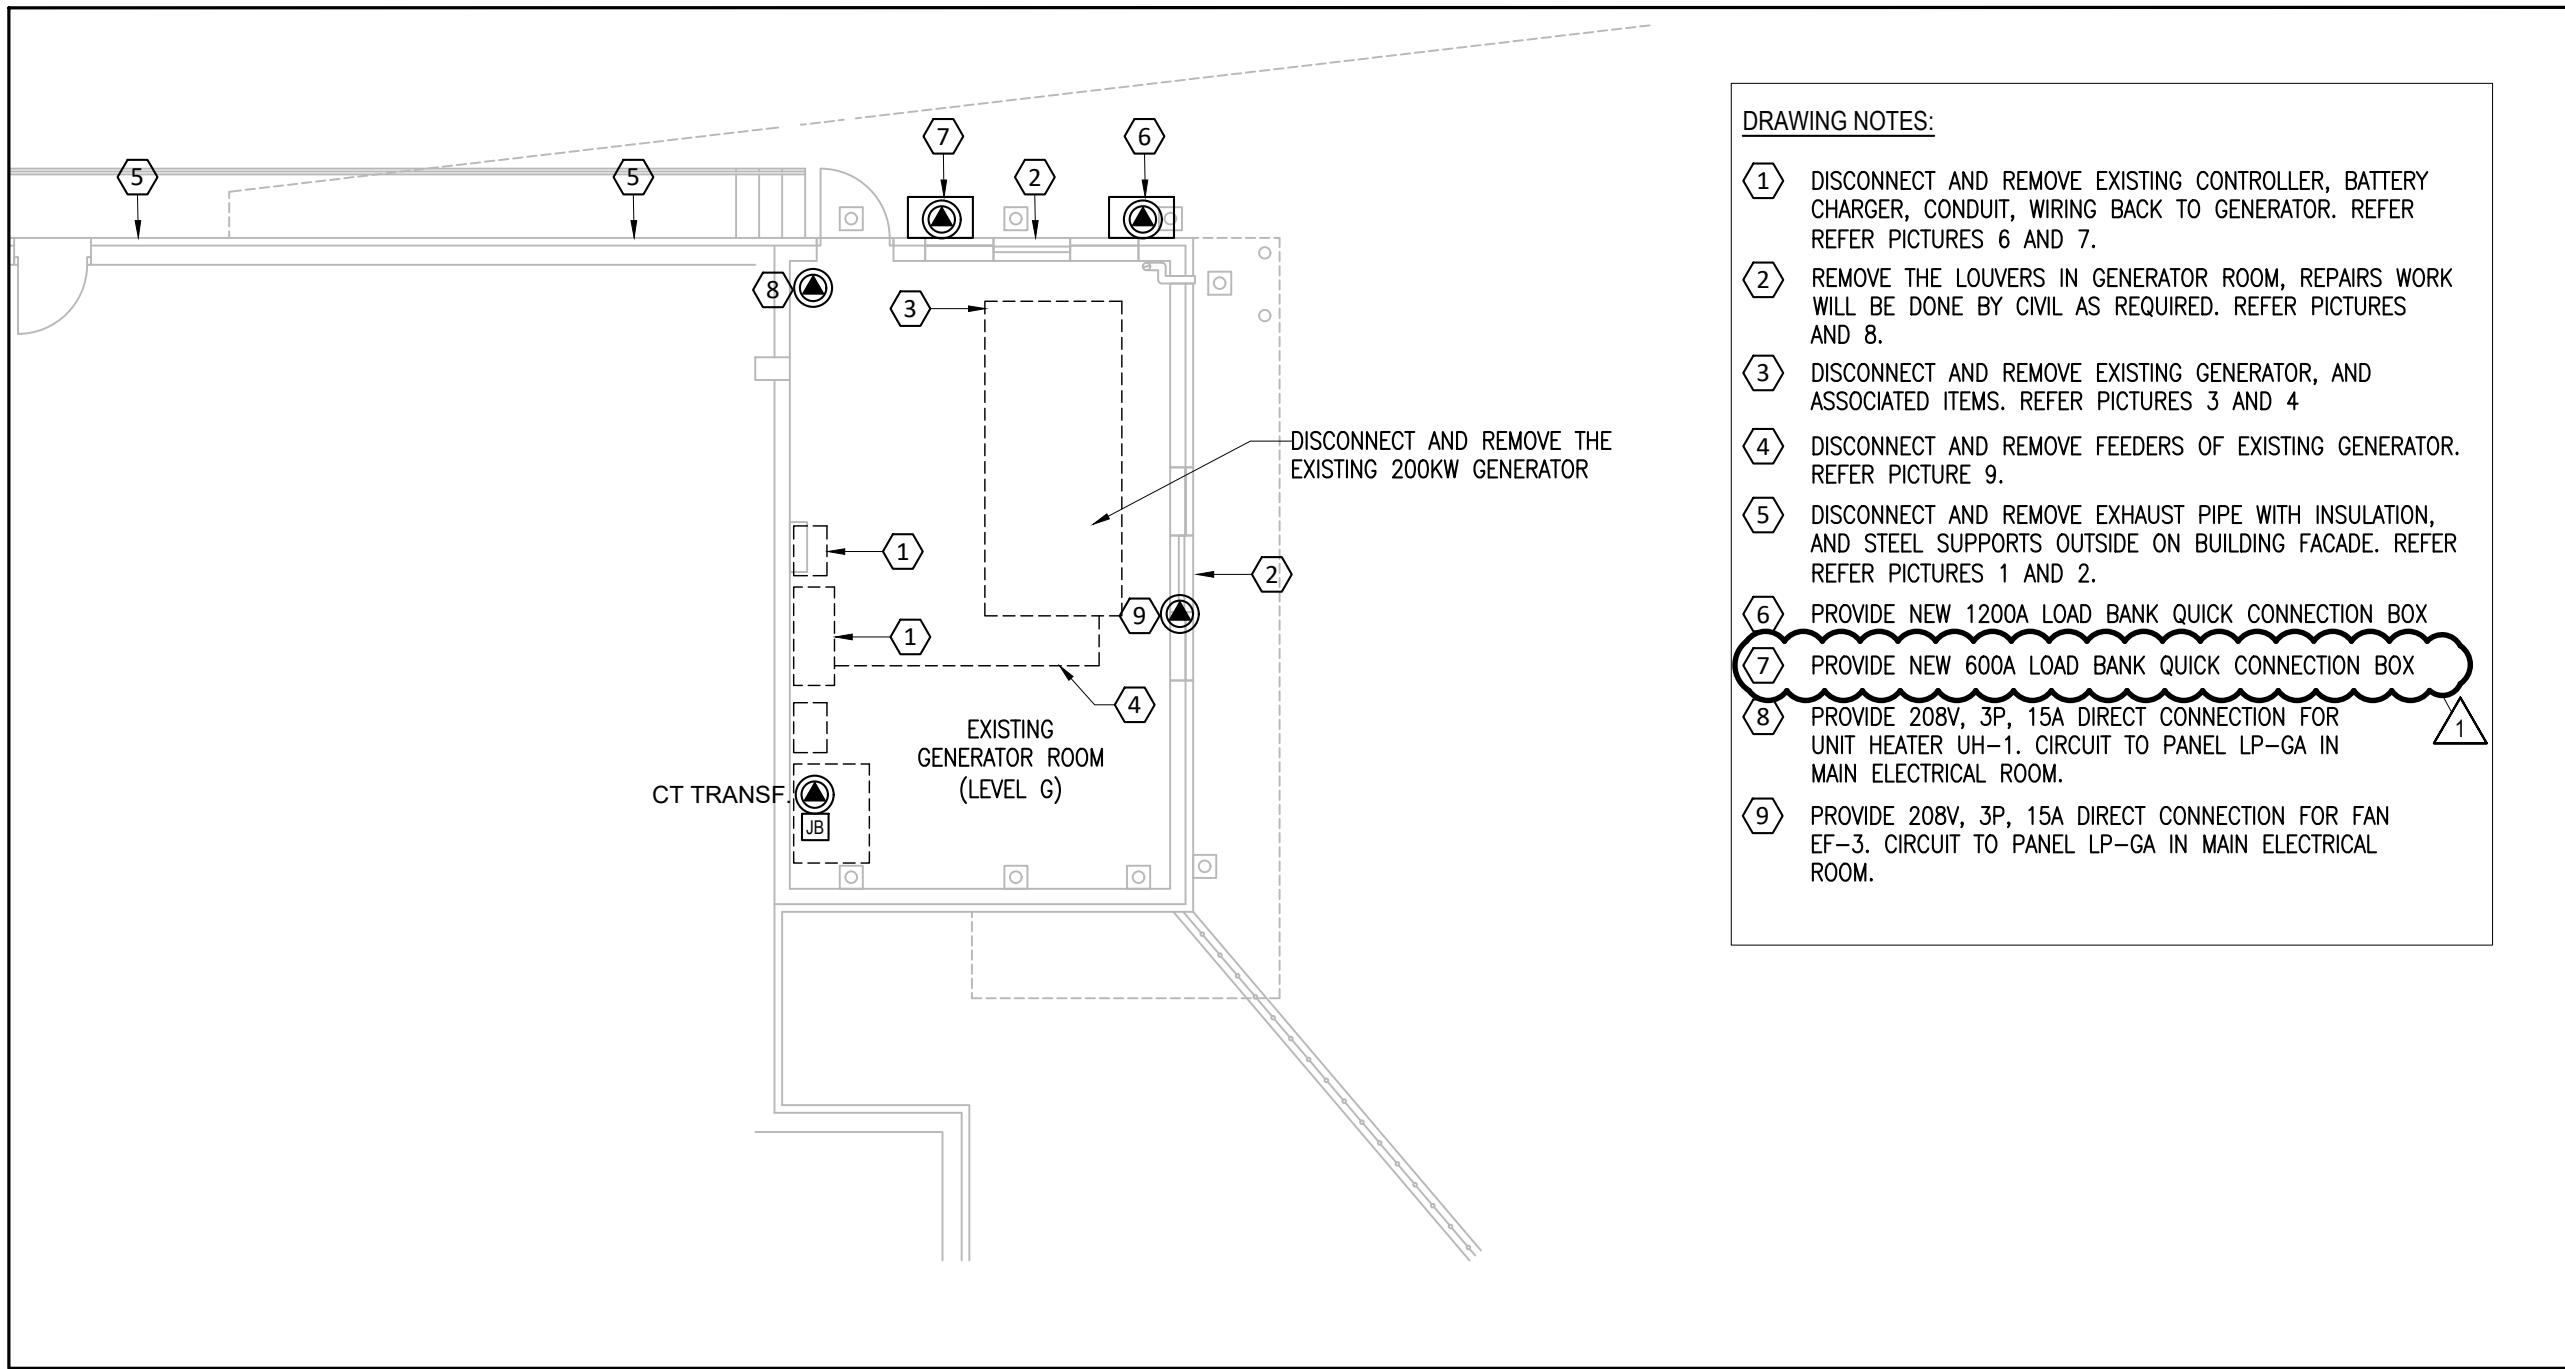 7
6
5
5
2
8
3
DISCONNECT AND REMOVE THE
EXISTING 200KW GENERATOR
1
2
9
1
4
EXISTING
GENERATOR ROOM
(LEVEL G)
CT TRANSF.
JB
DRAWING NOTES:
1 DISCONNECT AND REMOVE EXISTING CONTROLLER, BATTERY
CHARGER, CONDUIT, WIRING BACK TO GENERATOR. REFER
REFER PICTURES 6 AND 7.
2 REMOVE THE LOUVERS IN GENERATOR ROOM, REPAIRS WORK
WILL BE DONE BY CIVIL AS REQUIRED. REFER PICTURES
AND 8.
3 DISCONNECT AND REMOVE EXISTING GENERATOR, AND
ASSOCIATED ITEMS. REFER PICTURES 3 AND 4
4 DISCONNECT AND REMOVE FEEDERS OF EXISTING GENERATOR.
REFER PICTURE 9.
5 DISCONNECT AND REMOVE EXHAUST PIPE WITH INSULATION,
AND STEEL SUPPORTS OUTSIDE ON BUILDING FACADE. REFER
REFER PICTURES 1 AND 2.
6 PROVIDE NEW 1200A LOAD BANK QUICK CONNECTION BOX
7 PROVIDE NEW 600A LOAD BANK QUICK CONNECTION BOX
1
8 PROVIDE 208V, 3P, 15A DIRECT CONNECTION FOR
UNIT HEATER UH-1. CIRCUIT TO PANEL LP-GA IN
MAIN ELECTRICAL ROOM.
9 PROVIDE 208V, 3P, 15A DIRECT CONNECTION FOR FAN
EF-3. CIRCUIT TO PANEL LP-GA IN MAIN ELECTRICAL
ROOM.